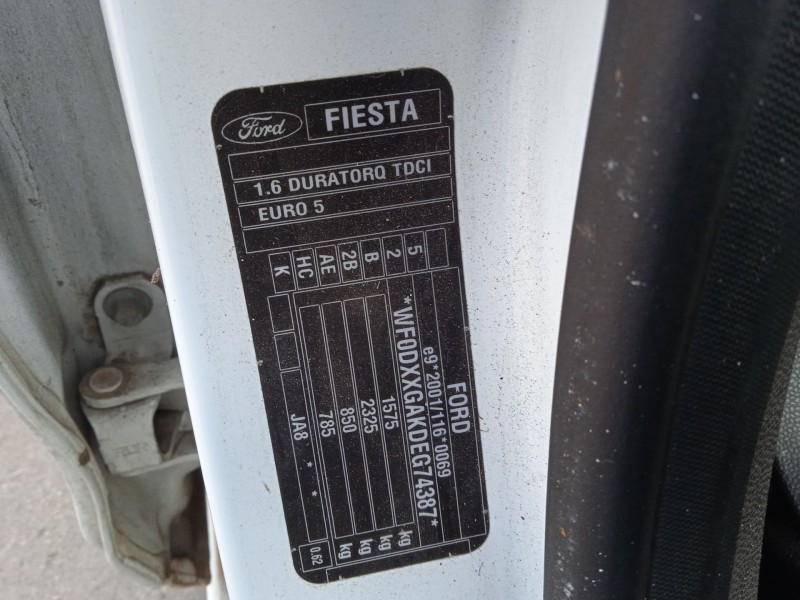 Ford
FIESTA
1.6 DURATORQ TDCI
EURO 5
K HC AE 2B B 2 5
FORD
e9*2001/116*0069
*WF0DXXGAKDEG74387*
1575 kg
2325 kg
850 kg
785 kg
JA8 * *
0.62